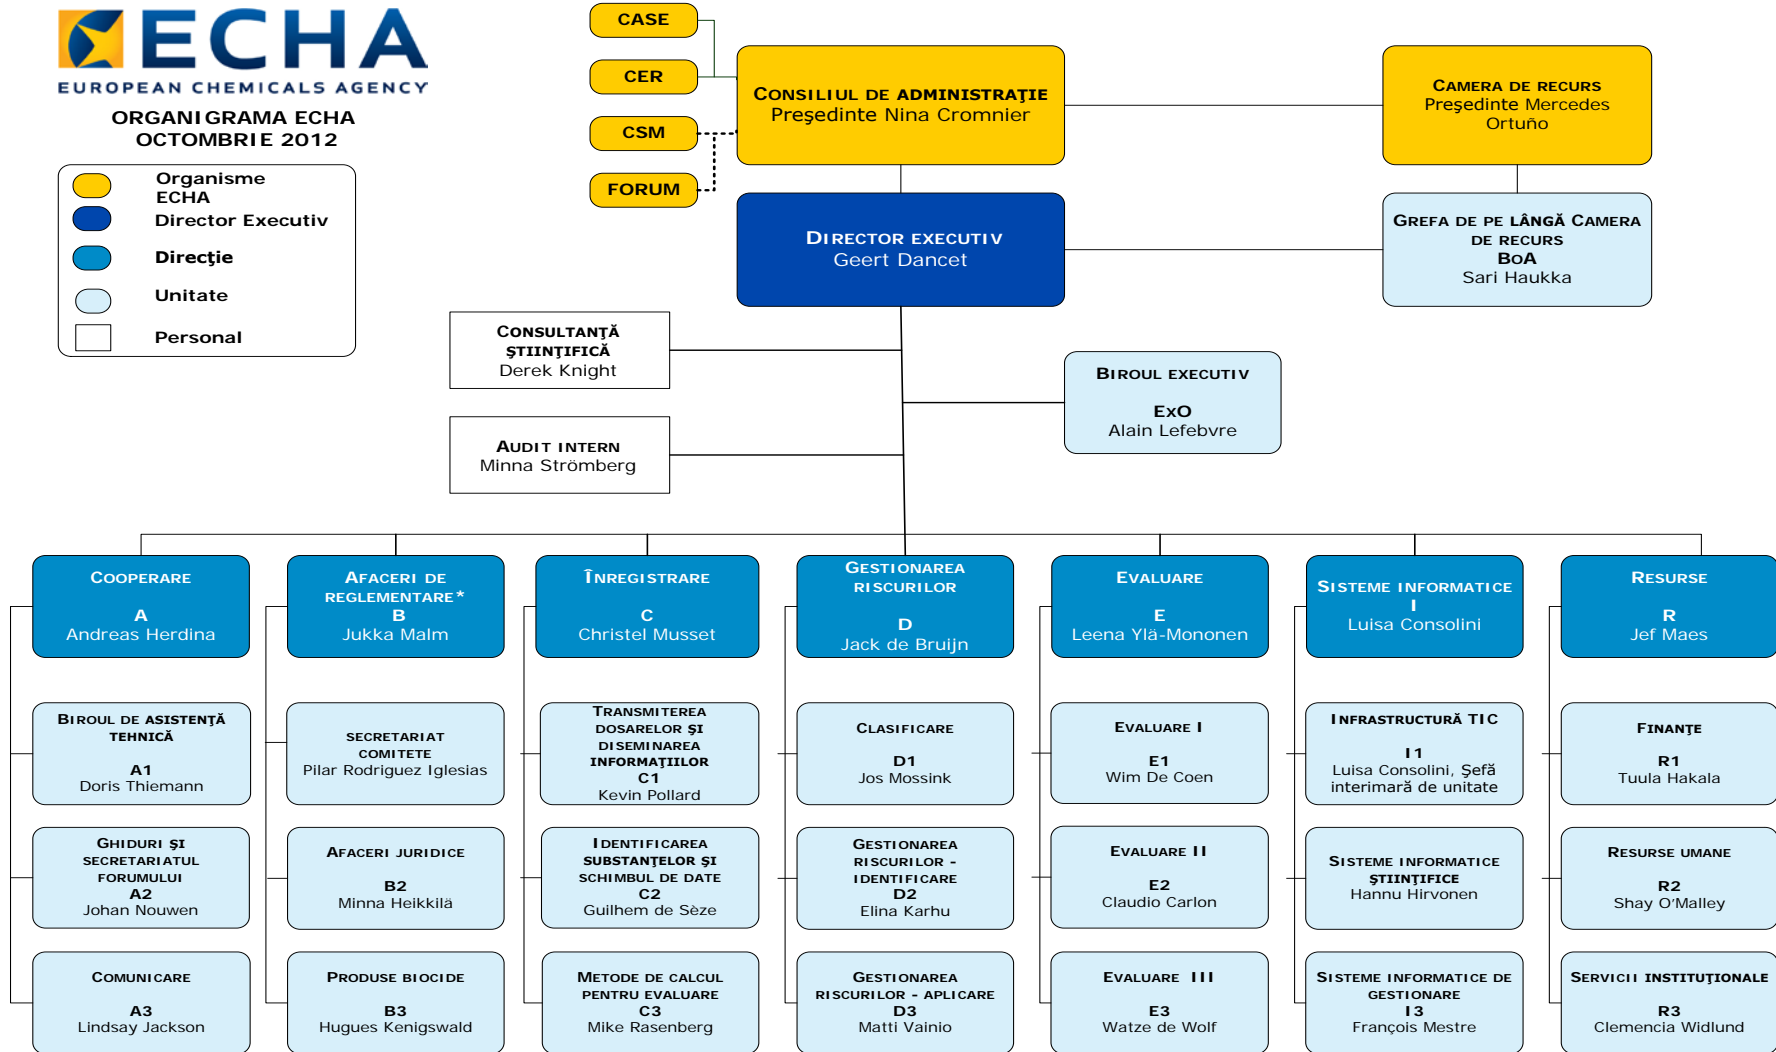 ECHA
EUROPEAN CHEMICALS AGENCY
ORGANIGRAMA ECHA
OCTOMBRIE 2012
Organisme
ECHA
Director Executiv
Direcţie
Unitate
Personal
CASE
CER
CSM
FORUM
CONSILIUL DE ADMINISTRAŢIE
Preşedinte Nina Cromnier
CAMERA DE RECURS
Preşedinte Mercedes
Ortuño
DIRECTOR EXECUTIV
Geert Dancet
GREFA DE PE LÂNGĂ CAMERA
DE RECURS
BOA
Sari Haukka
CONSULTANŢĂ
ŞTIINŢIFICĂ
Derek Knight
BIROUL EXECUTIV
EXO
Alain Lefebvre
AUDIT INTERN
Minna Strömberg
COOPERARE
A
Andreas Herdina
AFACERI DE
REGLEMENTARE*
B
Jukka Malm
ÎNREGISTRARE
C
Christel Musset
GESTIONAREA
RISCURILOR
D
Jack de Bruijn
EVALUARE
E
Leena Ylä-Mononen
SISTEME INFORMATICE
I
Luisa Consolini
RESURSE
R
Jef Maes
BIROUL DE ASISTENŢĂ
TEHNICĂ
A1
Doris Thiemann
SECRETARIAT
COMITETE
Pilar Rodriguez Iglesias
TRANSMITEREA
DOSARELOR ŞI
DISEMINAREA
INFORMAŢIILOR
C1
Kevin Pollard
CLASIFICARE
D1
Jos Mossink
EVALUARE I
E1
Wim De Coen
INFRASTRUCTURĂ TIC
I1
Luisa Consolini, Şefă
interimară de unitate
FINANŢE
R1
Tuula Hakala
GHIDURI ŞI
SECRETARIATUL
FORUMULUI
A2
Johan Nouwen
AFACERI JURIDICE
B2
Minna Heikkilä
IDENTIFICAREA
SUBSTANŢELOR ŞI
SCHIMBUL DE DATE
C2
Guilhem de Sèze
GESTIONAREA
RISCURILOR -
IDENTIFICARE
D2
Elina Karhu
EVALUARE II
E2
Claudio Carlon
SISTEME INFORMATICE
ŞTIINŢIFICE
Hannu Hirvonen
RESURSE UMANE
R2
Shay O'Malley
COMUNICARE
A3
Lindsay Jackson
PRODUSE BIOCIDE
B3
Hugues Kenigswald
METODE DE CALCUL
PENTRU EVALUARE
C3
Mike Rasenberg
GESTIONAREA
RISCURILOR - APLICARE
D3
Matti Vainio
EVALUARE III
E3
Watze de Wolf
SISTEME INFORMATICE DE
GESTIONARE
I3
François Mestre
SERVICII INSTITUŢIONALE
R3
Clemencia Widlund